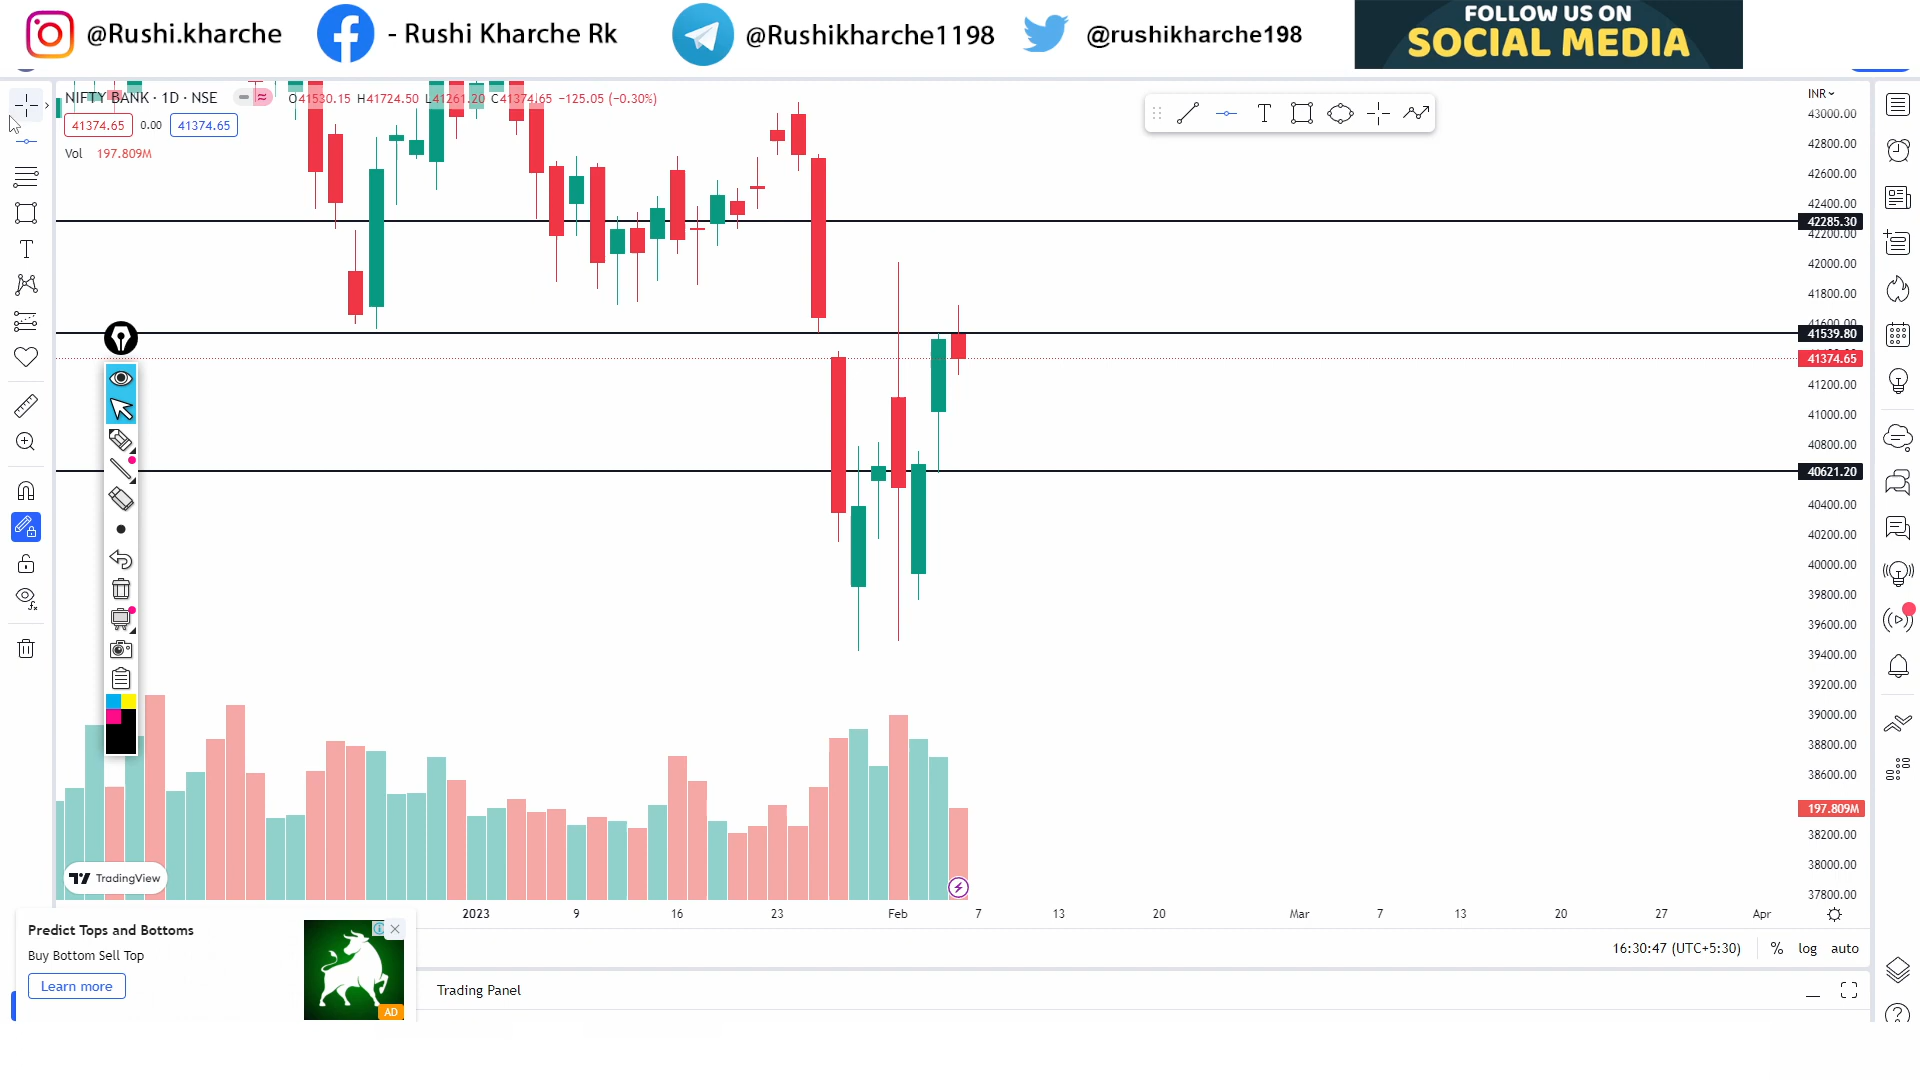 @Rushi.kharche
- Rushi Kharche Rk
@Rushikharche1198
@rushikharche198
FOLLOW US ON
SOCIAL MEDIA
NIFTY BANK · 1D · NSE
O41530.15 H41724.50 L41261.20 C41374.65 −125.05 (−0.30%)
41374.65 0.00 41374.65
Vol 197.809M
INR
43000.00
42800.00
42600.00
42400.00
42285.30
42200.00
42000.00
41800.00
41600.00
41539.80
41374.65
41200.00
41000.00
40800.00
40621.20
40400.00
40200.00
40000.00
39800.00
39600.00
39400.00
39200.00
39000.00
38800.00
38600.00
197.809M
38200.00
38000.00
37800.00
TradingView
2023 9 16 23 Feb 7 13 20 Mar 7 13 20 27 Apr
16:30:47 (UTC+5:30) % log auto
Predict Tops and Bottoms
Buy Bottom Sell Top
Learn more
AD
Trading Panel